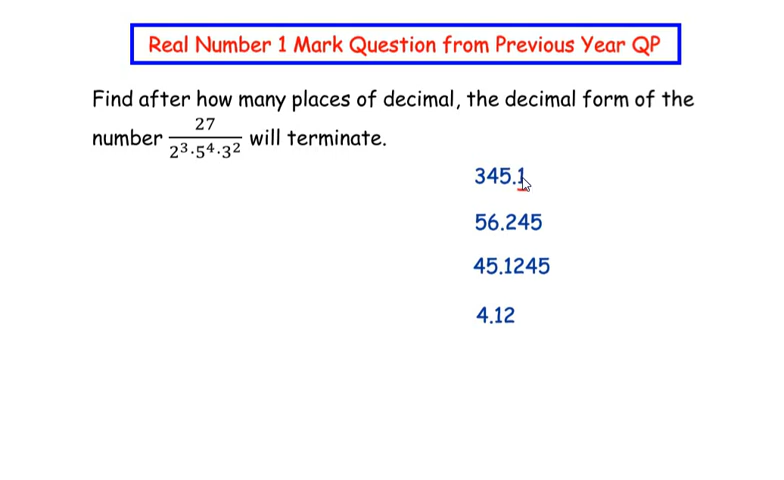 Real Number 1 Mark Question from Previous Year QP
Find after how many places of decimal, the decimal form of the
number 27/(2³·5⁴·3²) will terminate.
345.1
56.245
45.1245
4.12